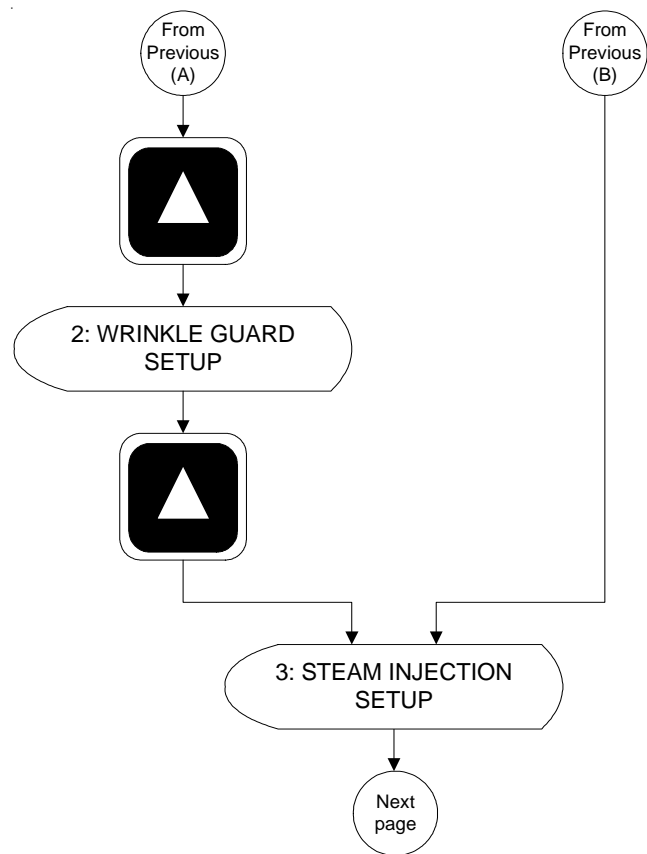 From
Previous
(A)
From
Previous
(B)
2: WRINKLE GUARD
SETUP
3: STEAM INJECTION
SETUP
Next
page